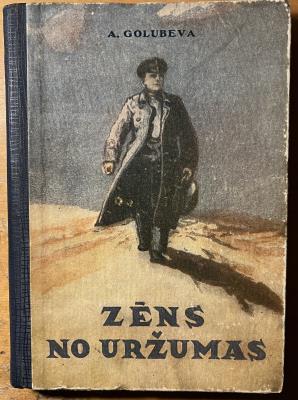 A. GOLUBEVA
ZĒNS
NO URŽUMAS